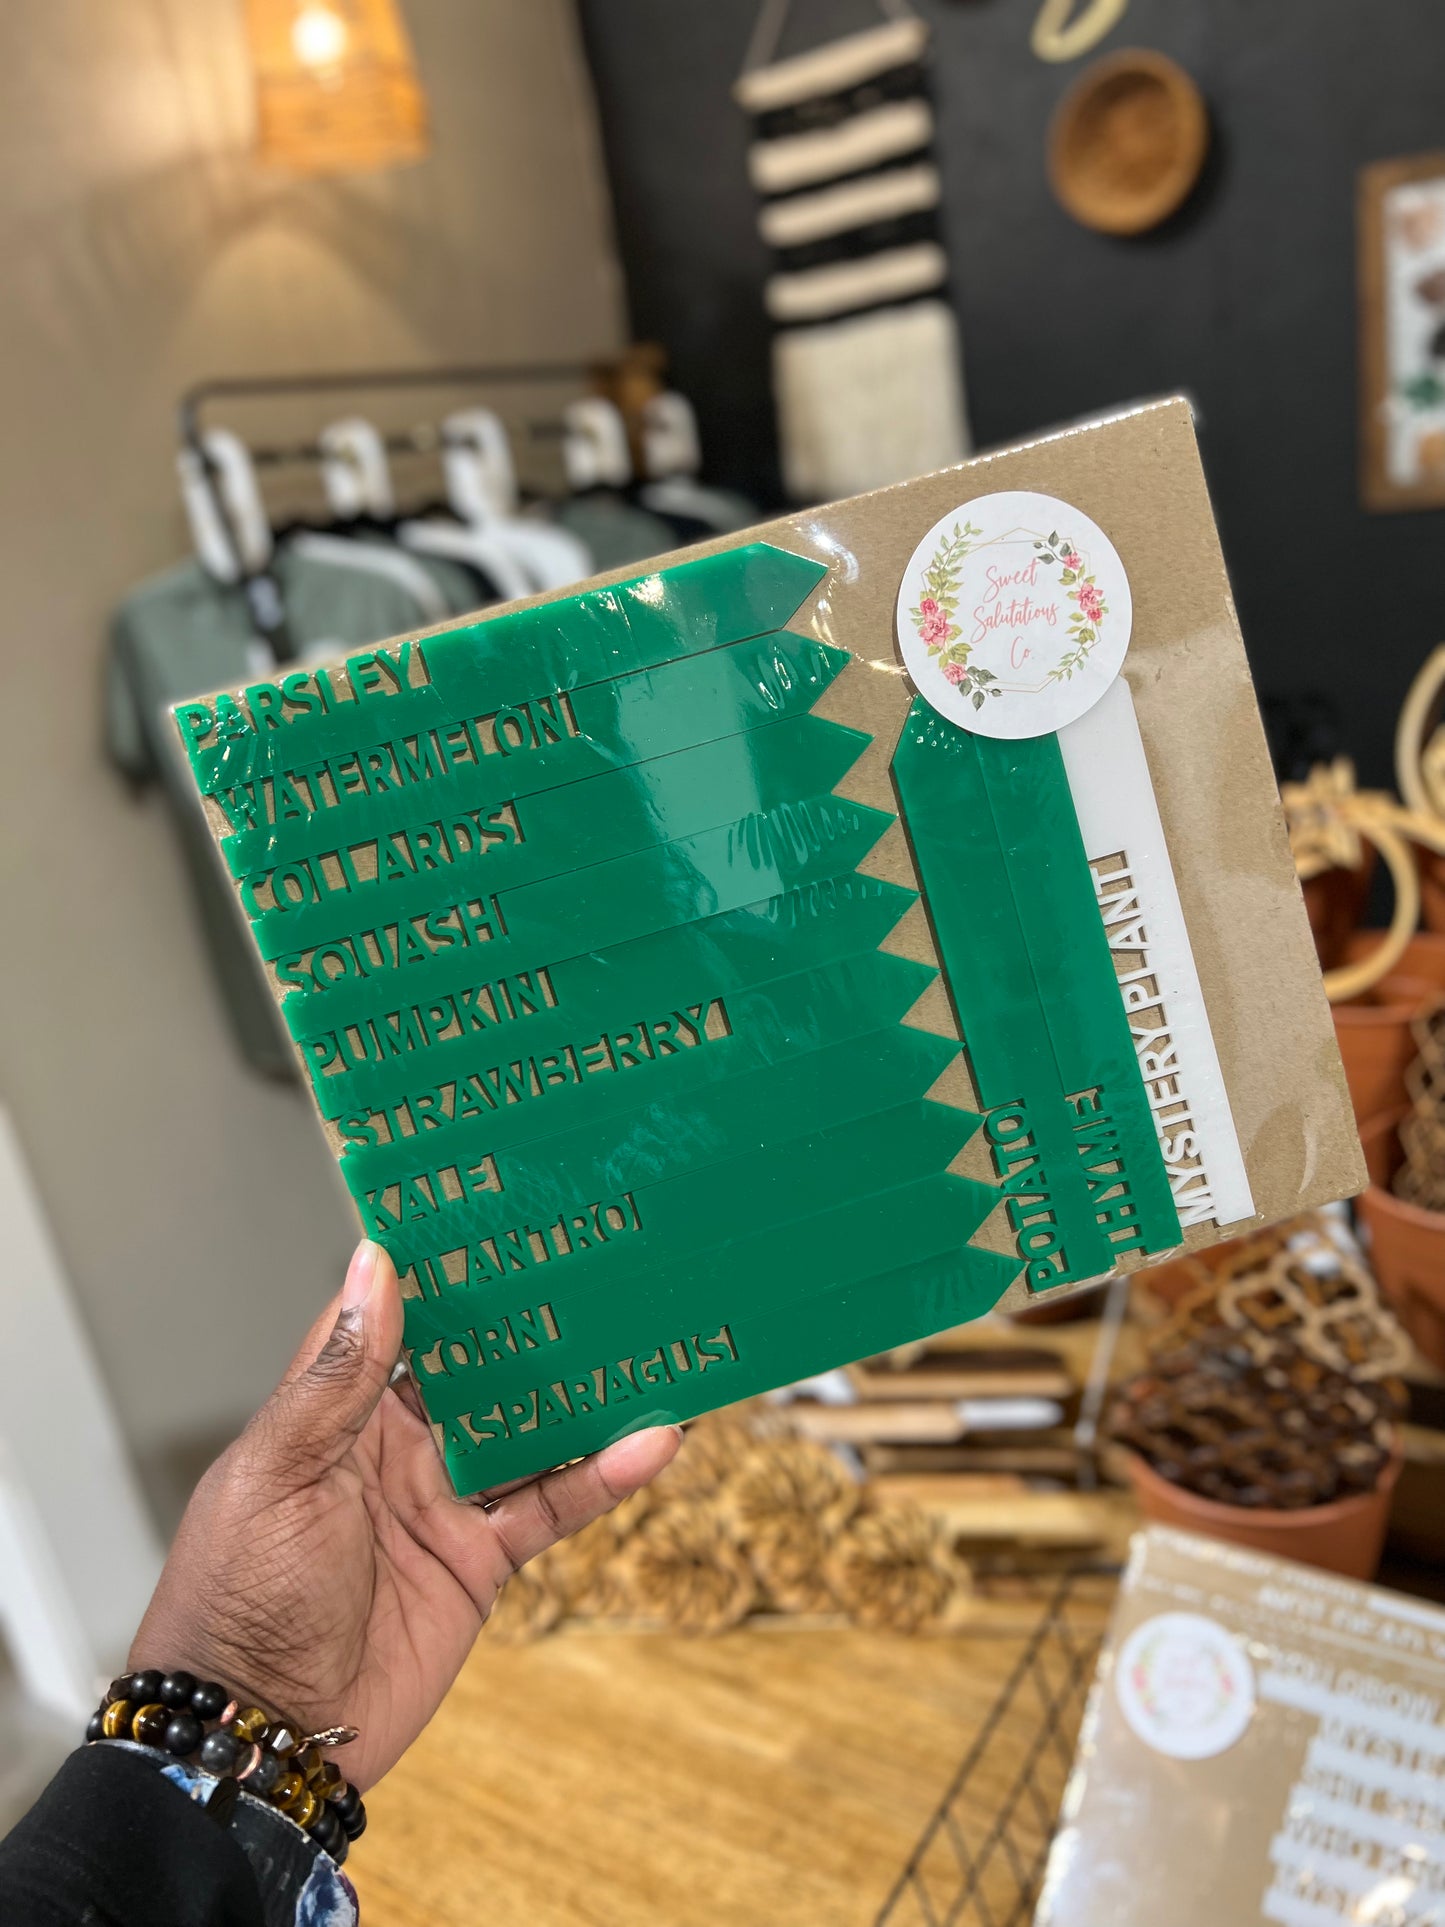 PARSLEY
WATERMELON
COLLARDS
SQUASH
PUMPKIN
STRAWBERRY
KALE
CILANTRO
CORN
ASPARAGUS
Sweet
Salutations
Co.
POTATO
THYME
MYSTERY PLANT